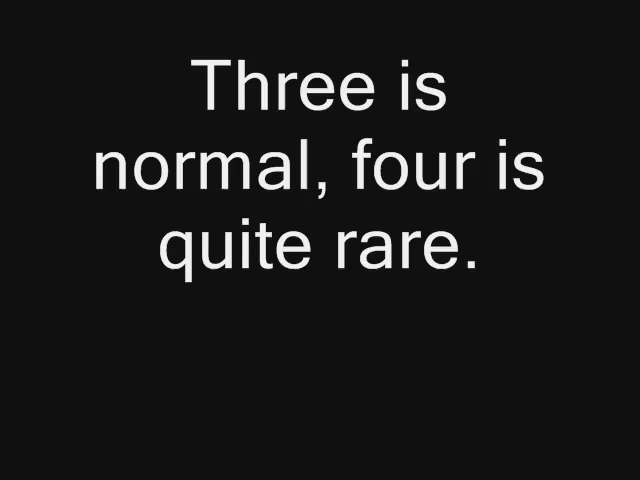 Three is
normal, four is
quite rare.